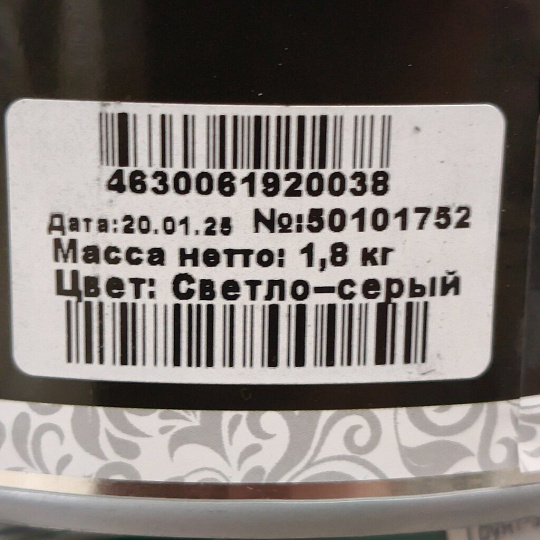 4630061920038
Дата:20.01.25 №:50101752
Масса нетто: 1,8 кг
Цвет: Светло-серый